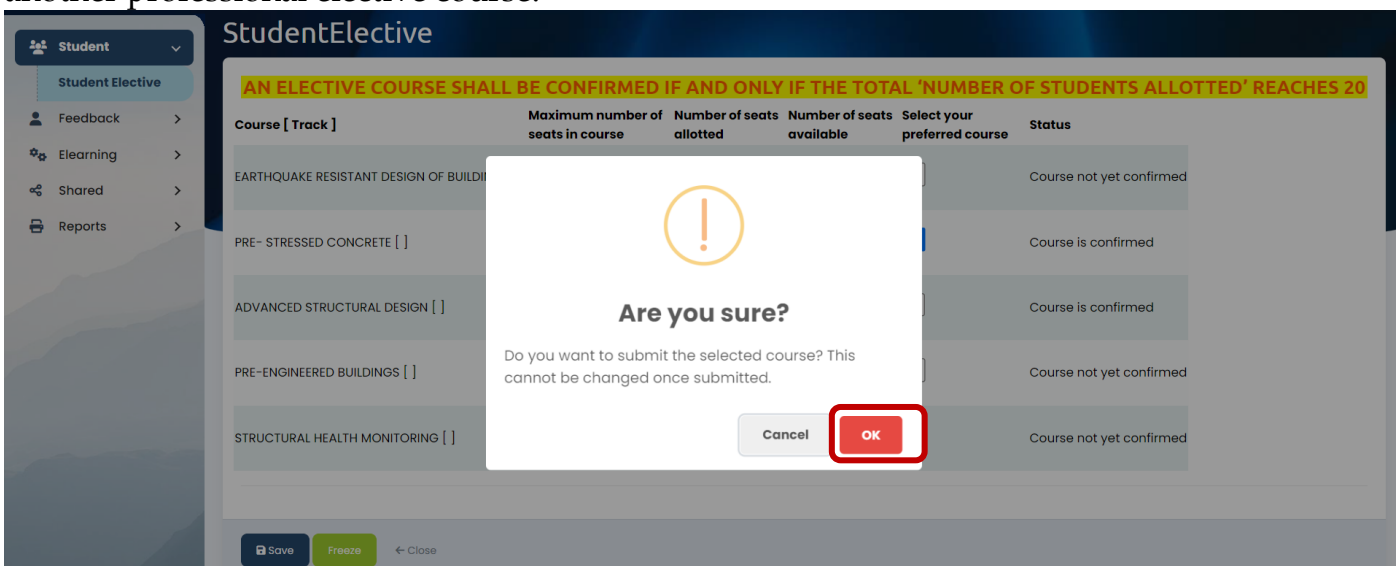 another professional elective course.
StudentElective
Student
Student Elective
Feedback
Elearning
Shared
Reports
AN ELECTIVE COURSE SHALL BE CONFIRMED IF AND ONLY IF THE TOTAL ‘NUMBER OF STUDENTS ALLOTTED’ REACHES 20
Course [ Track ]
Maximum number of
seats in course
Number of seats
allotted
Number of seats
available
Select your
preferred course
Status
EARTHQUAKE RESISTANT DESIGN OF
Course not yet confirmed
PRE- STRESSED CONCRETE [ ]
Course is confirmed
ADVANCED STRUCTURAL DESIGN [ ]
Course is confirmed
PRE-ENGINEERED BUILDINGS [ ]
Course not yet confirmed
STRUCTURAL HEALTH MONITORING [ ]
Course not yet confirmed
Are you sure?
Do you want to submit the selected course? This
cannot be changed once submitted.
Cancel
OK
Save
Freeze
← Close